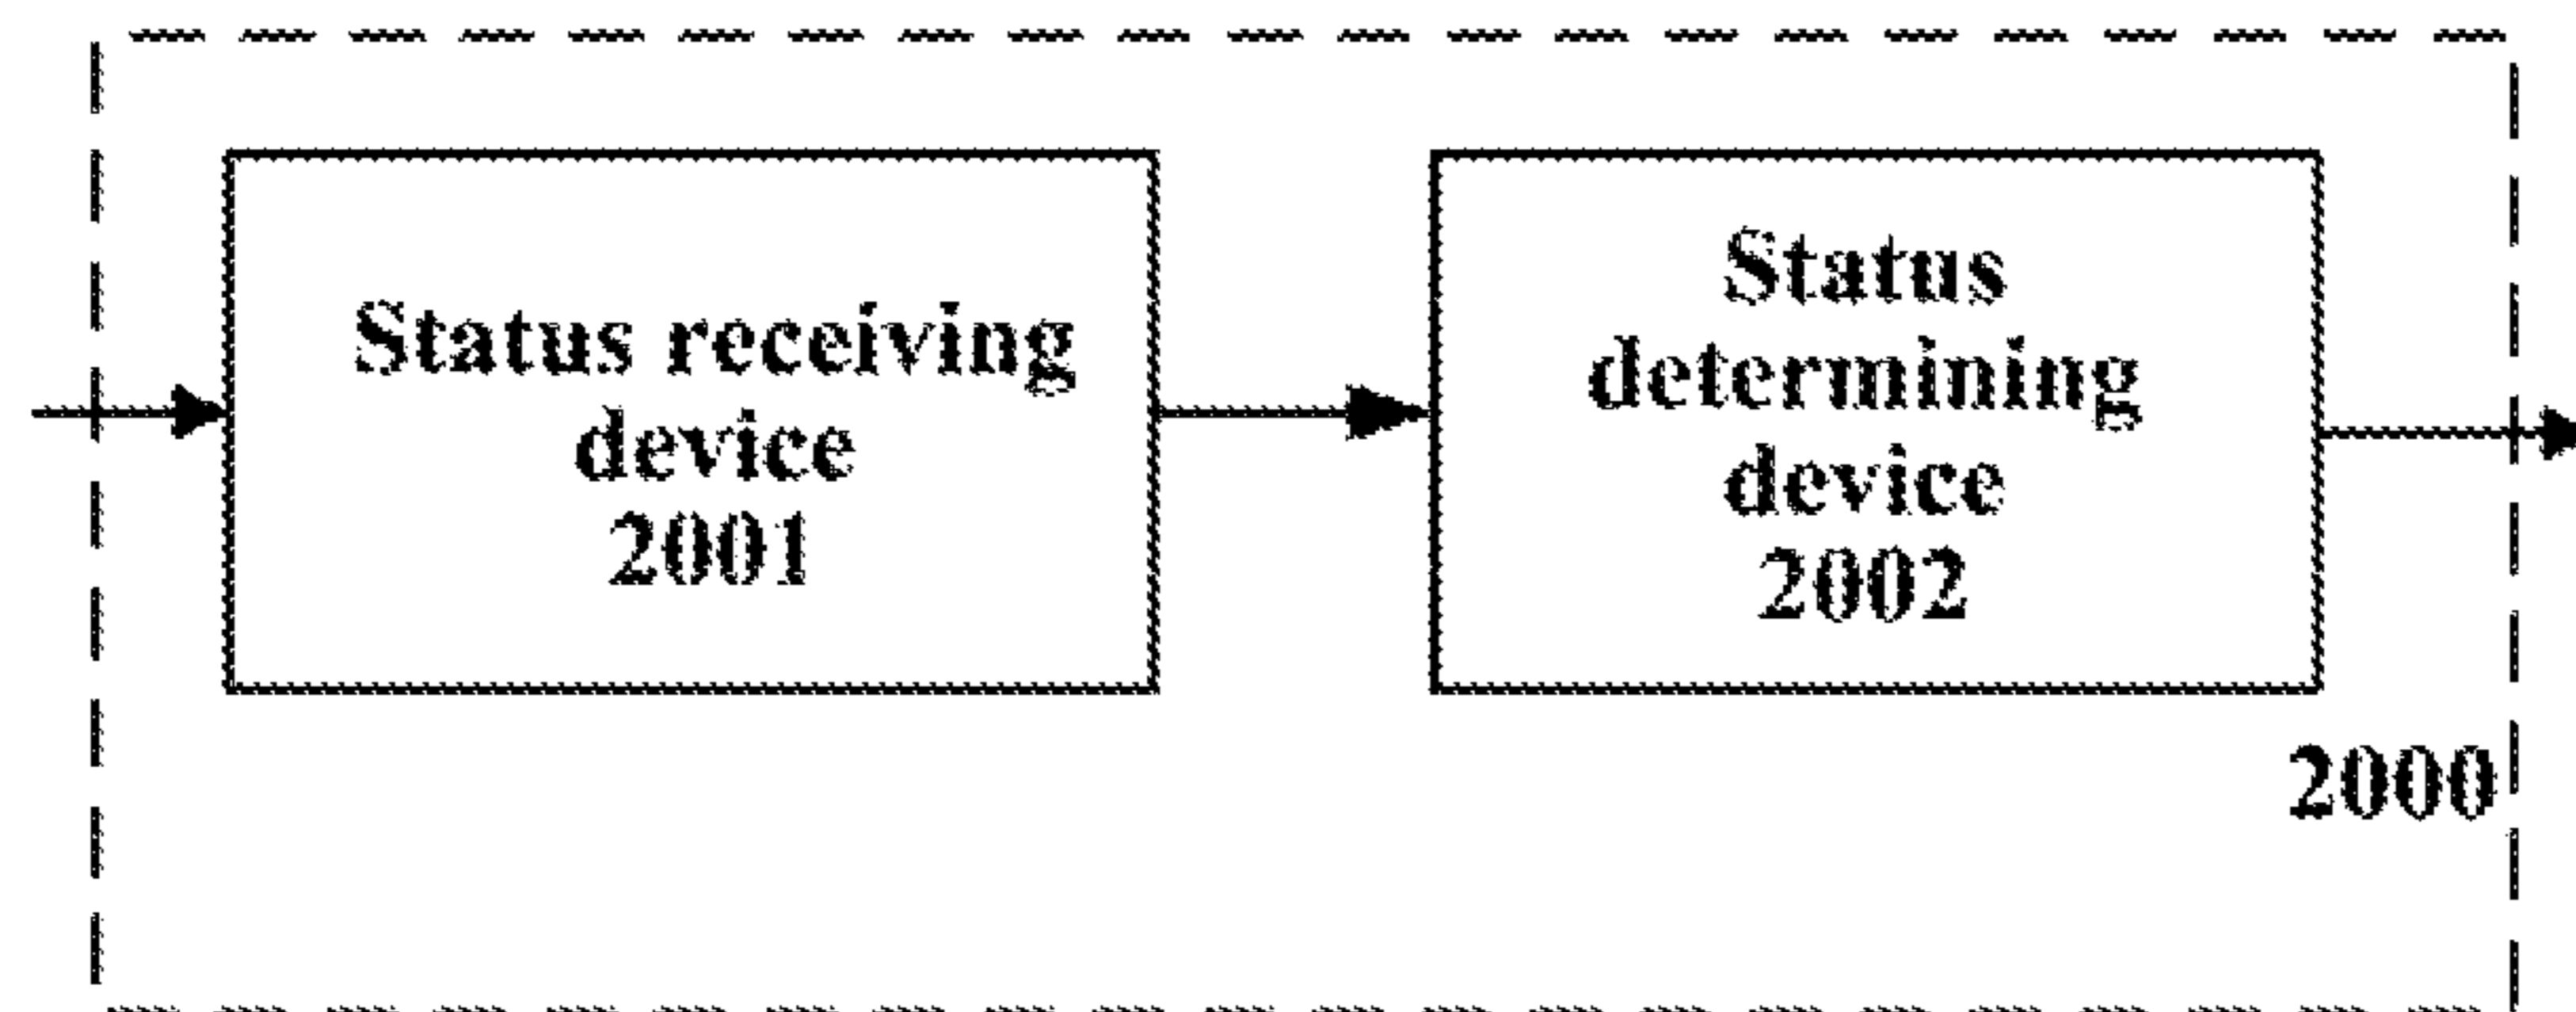 Status receiving
device
2001
Status
determining
device
2002
2000